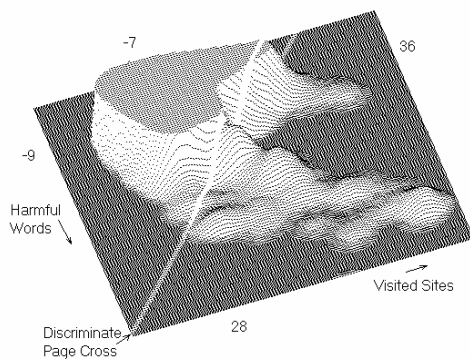 -7
36
-9
Harmful
Words
Visited Sites
28
Discriminate
Page Cross